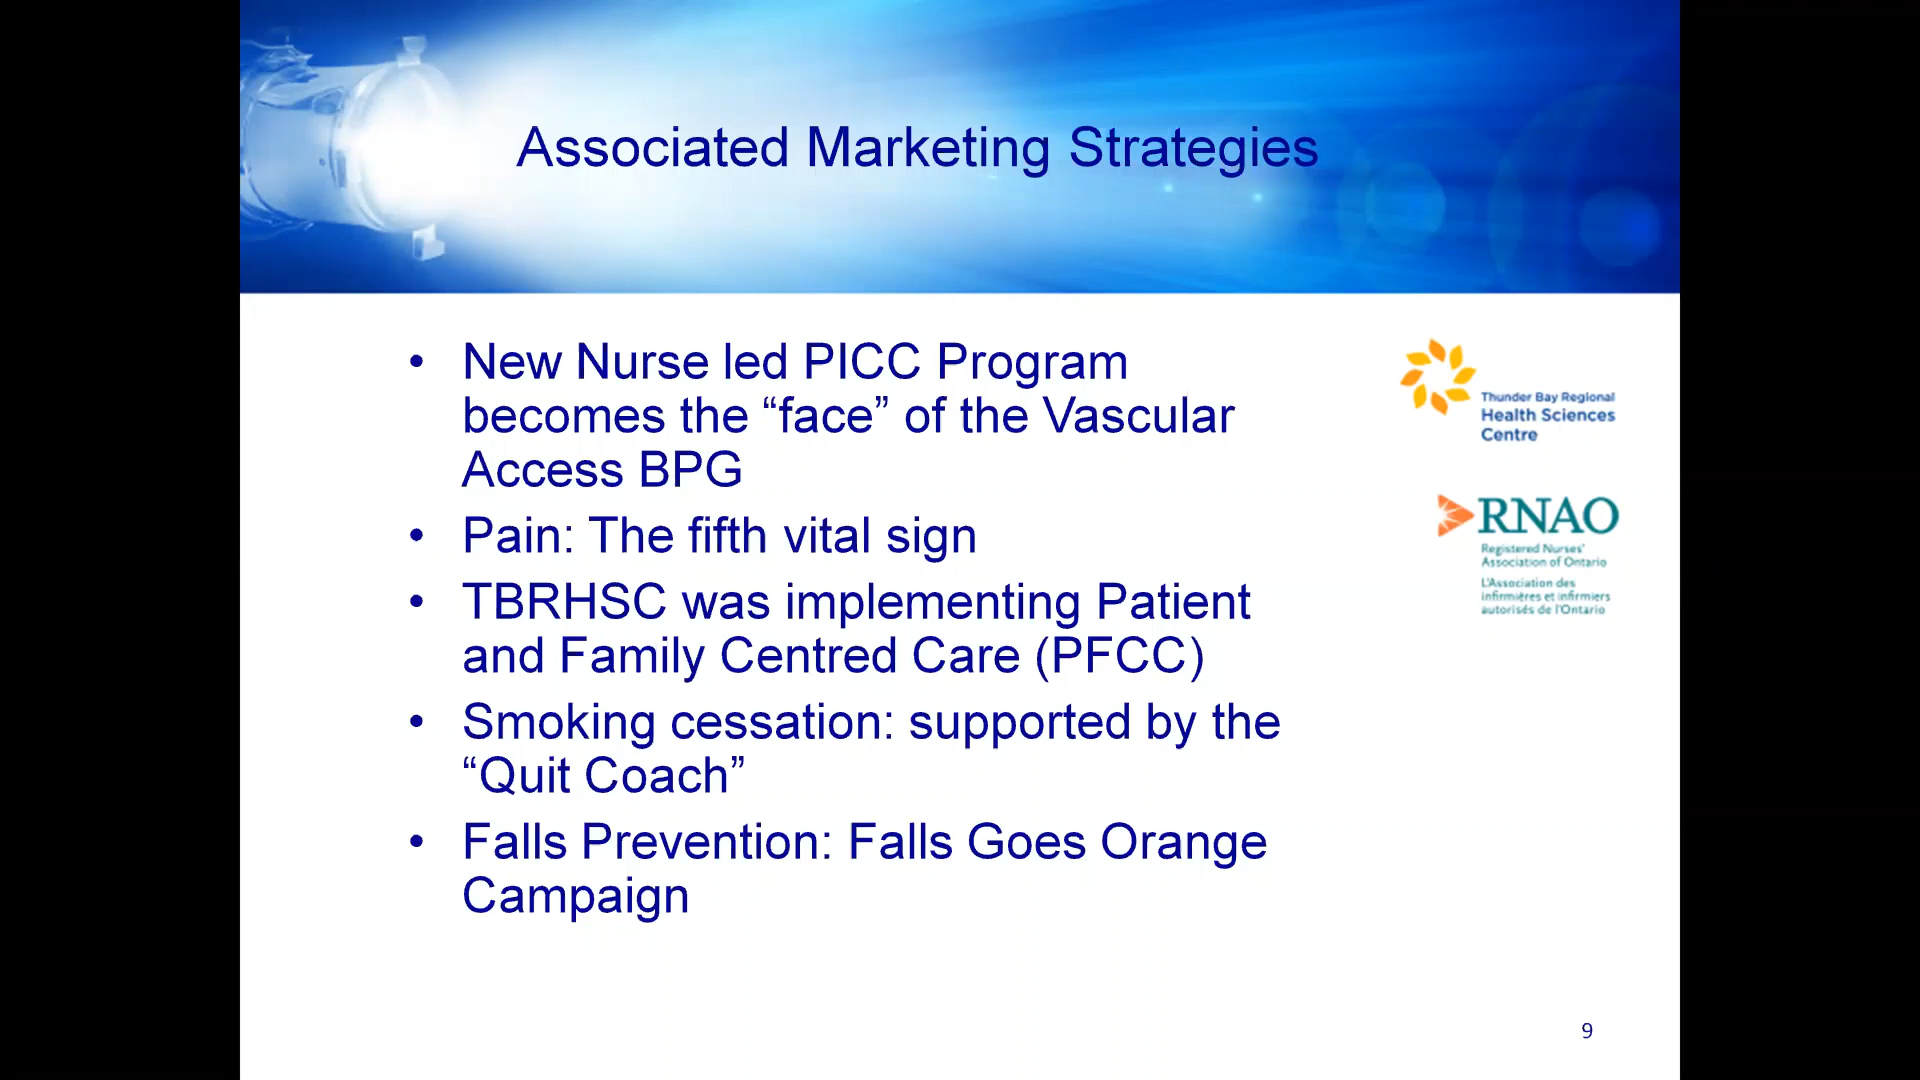 Associated Marketing Strategies
• New Nurse led PICC Program
becomes the “face” of the Vascular
Access BPG
• Pain: The fifth vital sign
• TBRHSC was implementing Patient
and Family Centred Care (PFCC)
• Smoking cessation: supported by the
“Quit Coach”
• Falls Prevention: Falls Goes Orange
Campaign
Thunder Bay Regional
Health Sciences
Centre
RNAO
Registered Nurses'
Association of Ontario
L'Association des
infirmières et infirmiers
autorisés de l'Ontario
9